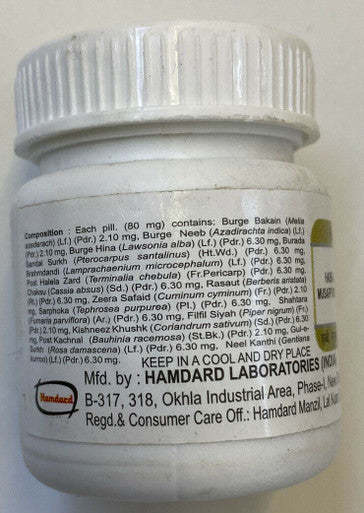 Composition : Each pill. (80 mg) contains: Burge Bakain (Melia
azedarach) (Lf.) (Pdr.) 2.10 mg, Burge Neeb (Azadirachta indica) (Lf.)
(Pdr.) 2.10 mg, Burge Hina (Lawsonia alba) (Lf.) (Pdr.) 6.30 mg, Burada
Sandal Surkh (Pterocarpus santalinus) (Ht.Wd.) (Pdr.) 6.30 mg,
Brahmdandi (Lamprachaenium microcephalum) (Lf.) (Pdr.) 6.30 mg,
Post Halela Zard (Terminalia chebula) (Fr.Pericarp) (Pdr.) 6.30 mg,
Chaksu (Cassia absus) (Sd.) (Pdr.) 6.30 mg, Rasaut (Berberis aristata)
(Rt.) (Pdr.) 6.30 mg, Zeera Safaid (Cuminum cyminum) (Fr.) (Pdr.) 2.10
mg, Sarphoka (Tephrosea purpurea) (Pl.) (Pdr.) 6.30 mg, Shahtara
(Fumaria parviflora) (Ar.) (Pdr.) 6.30 mg, Filfil Siyah (Piper nigrum) (Fr.)
(Pdr.) 2.10 mg, Kishneez Khushk (Coriandrum sativum) (Sd.) (Pdr.) 6.30
mg, Post Kachnal (Bauhinia racemosa) (St.Bk.) (Pdr.) 2.10 mg, Gul-e-
Surkh (Rosa damascena) (Lf.) (Pdr.) 6.30 mg, Neel Kanthi (Gentiana
kurroo) (Lf.) (Pdr.) 6.30 mg.
KEEP IN A COOL AND DRY PLACE
Mfd. by : HAMDARD LABORATORIES (INDIA
B-317, 318, Okhla Industrial Area, Phase-I, New
Regd.& Consumer Care Off.: Hamdard Manzil, Lal Kuan
Hamdard